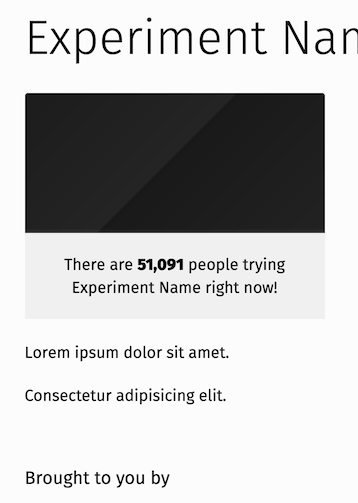 Experiment Nam
There are 51,091 people trying
Experiment Name right now!
Lorem ipsum dolor sit amet.
Consectetur adipisicing elit.
Brought to you by